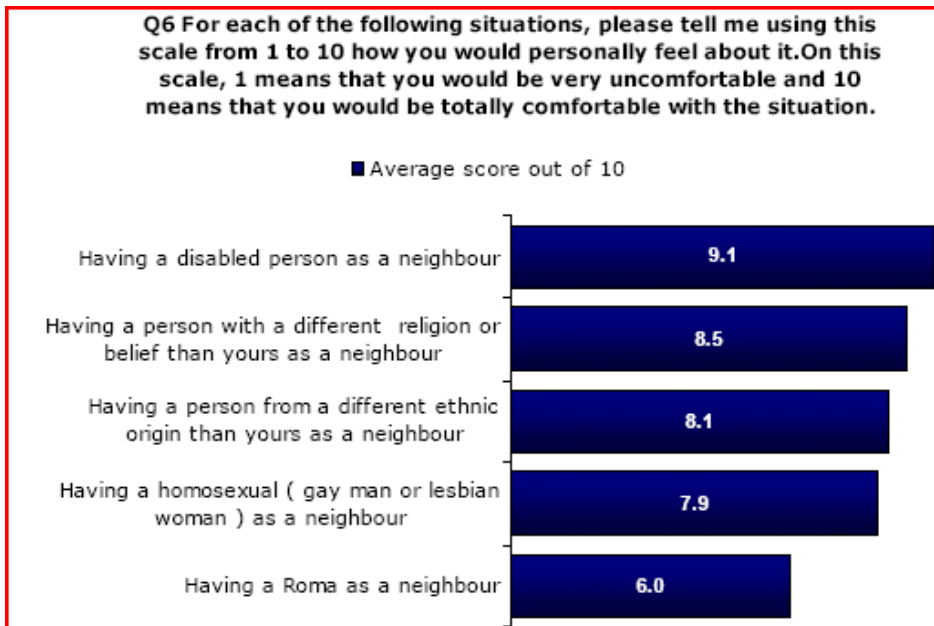 Q6 For each of the following situations, please tell me using this
scale from 1 to 10 how you would personally feel about it.On this
scale, 1 means that you would be very uncomfortable and 10
means that you would be totally comfortable with the situation.
Average score out of 10
Having a disabled person as a neighbour
9.1
Having a person with a different religion or
belief than yours as a neighbour
8.5
Having a person from a different ethnic
origin than yours as a neighbour
8.1
Having a homosexual ( gay man or lesbian
woman ) as a neighbour
7.9
Having a Roma as a neighbour
6.0